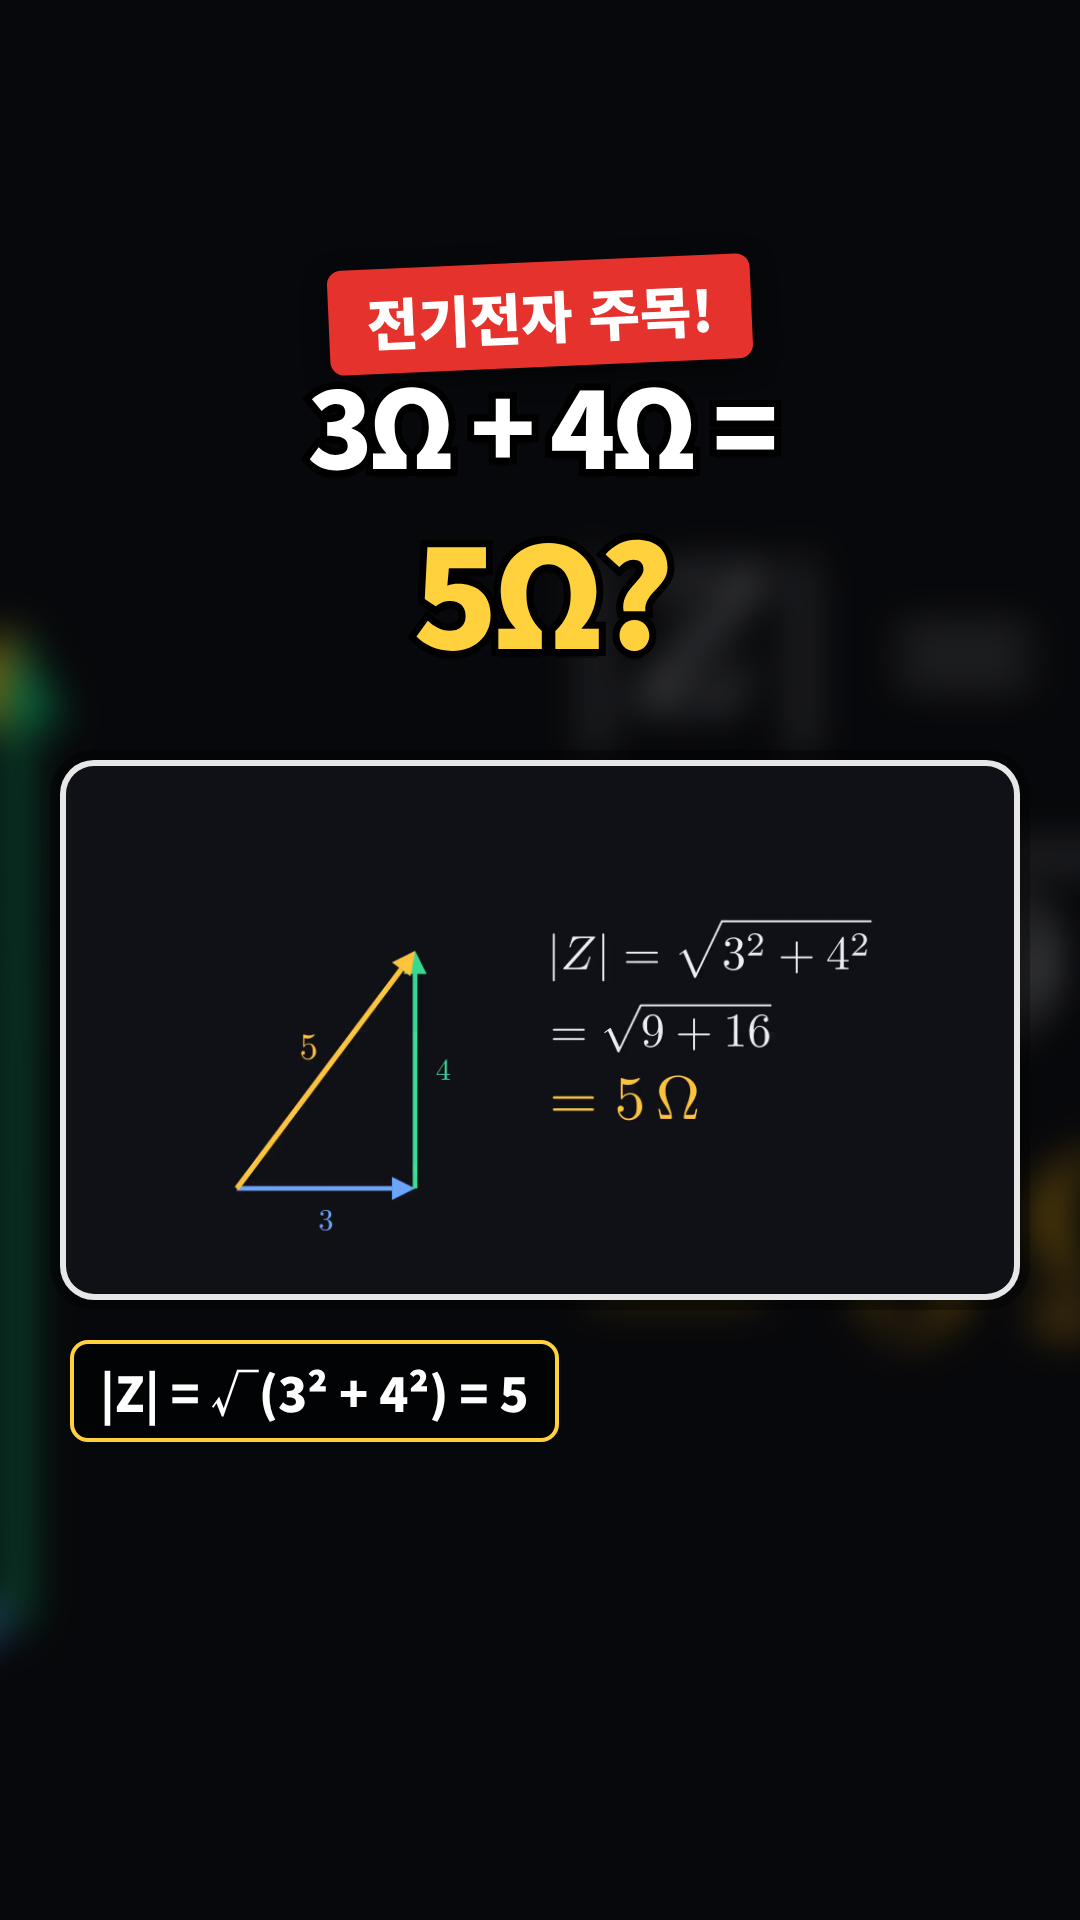 전기전자 주목!
3Ω + 4Ω =
5Ω?
|Z| = √3² + 4²
= √9 + 16
= 5 Ω
5
4
3
|Z| = √(3² + 4²) = 5